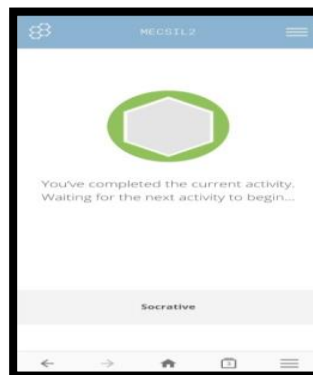 MECSIL2
You've completed the current activity.
Waiting for the next activity to begin...
Socrative